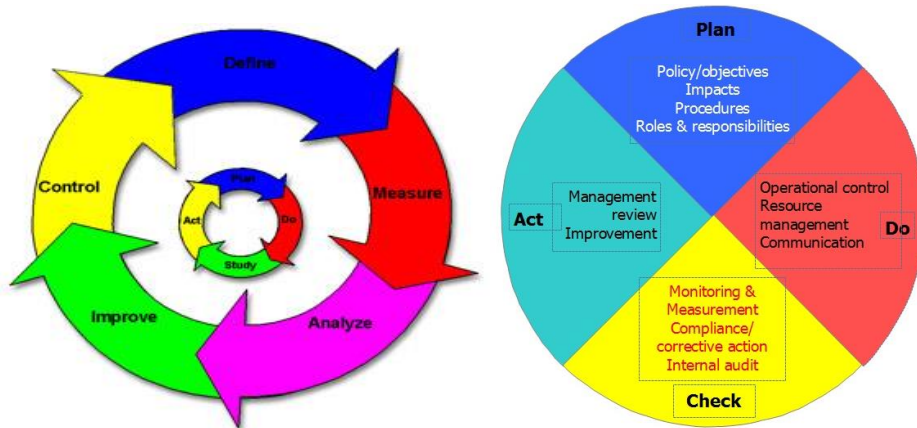 Define
Measure
Analyze
Improve
Control
Plan
Do
Study
Act
Plan
Policy/objectives
Impacts
Procedures
Roles & responsibilities
Operational control
Resource
management
Communication
Do
Monitoring &
Measurement
Compliance/
corrective action
Internal audit
Check
Management
review
Improvement
Act